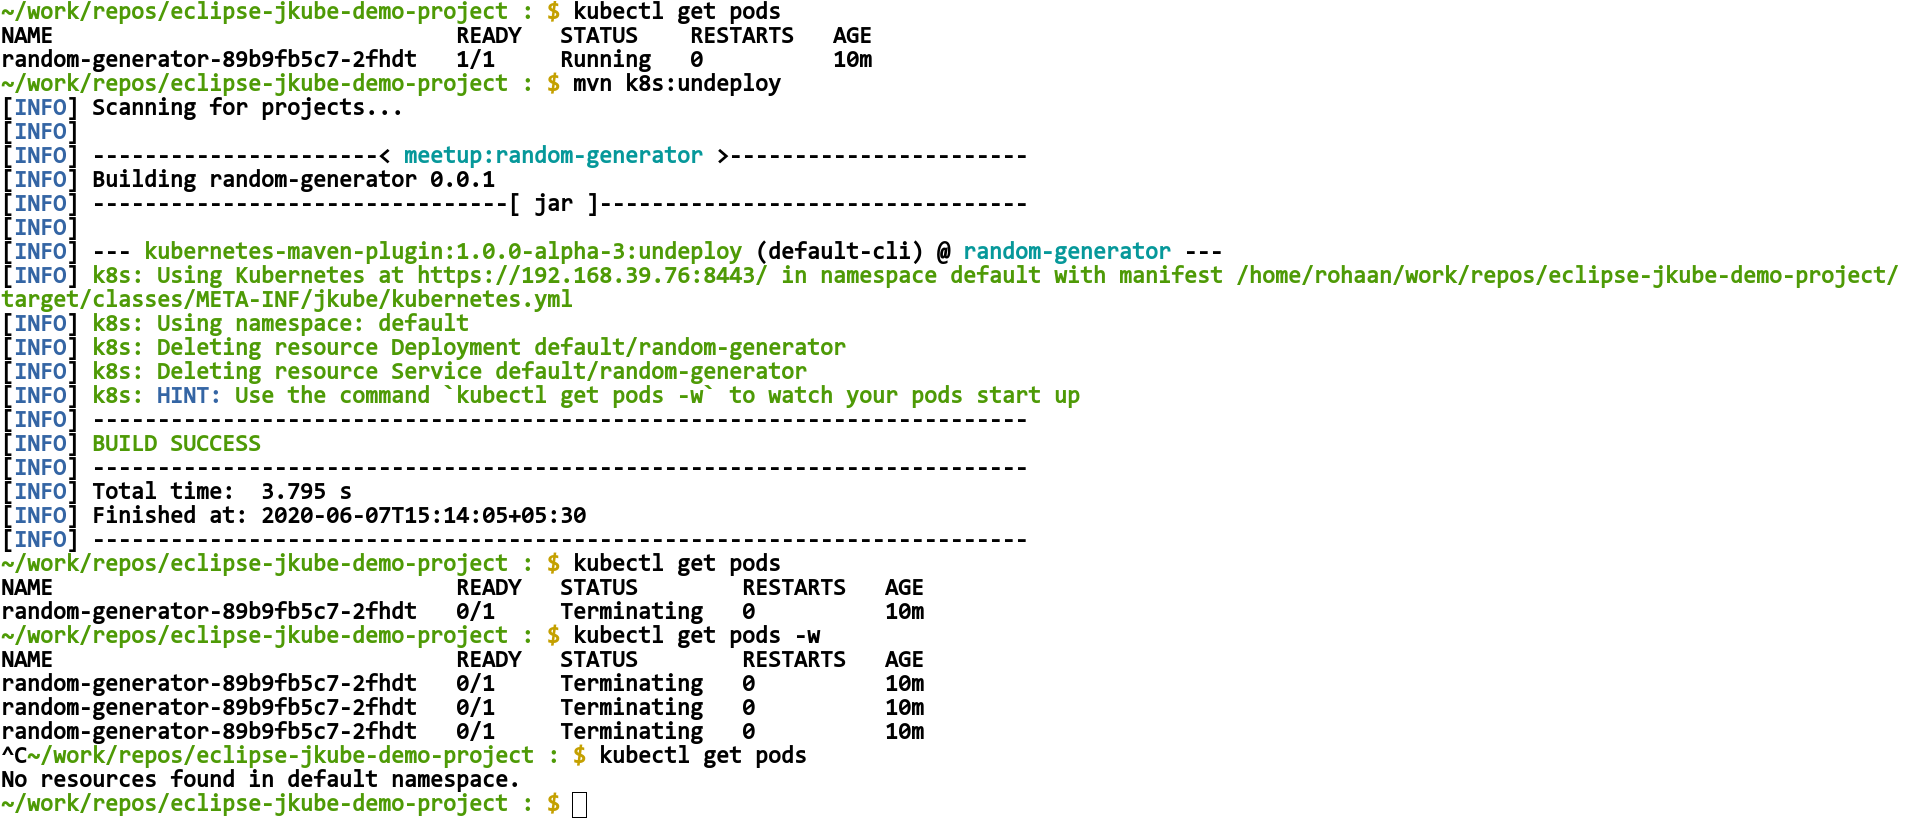 ~/work/repos/eclipse-jkube-demo-project : $ kubectl get pods
NAME                               READY   STATUS    RESTARTS   AGE
random-generator-89b9fb5c7-2fhdt   1/1     Running   0          10m
~/work/repos/eclipse-jkube-demo-project : $ mvn k8s:undeploy
[INFO] Scanning for projects...
[INFO]
[INFO] ----------------------< meetup:random-generator >-----------------------
[INFO] Building random-generator 0.0.1
[INFO] --------------------------------[ jar ]---------------------------------
[INFO]
[INFO] --- kubernetes-maven-plugin:1.0.0-alpha-3:undeploy (default-cli) @ random-generator ---
[INFO] k8s: Using Kubernetes at https://192.168.39.76:8443/ in namespace default with manifest /home/rohaan/work/repos/eclipse-jkube-demo-project/
target/classes/META-INF/jkube/kubernetes.yml
[INFO] k8s: Using namespace: default
[INFO] k8s: Deleting resource Deployment default/random-generator
[INFO] k8s: Deleting resource Service default/random-generator
[INFO] k8s: HINT: Use the command `kubectl get pods -w` to watch your pods start up
[INFO] ------------------------------------------------------------------------
[INFO] BUILD SUCCESS
[INFO] ------------------------------------------------------------------------
[INFO] Total time:  3.795 s
[INFO] Finished at: 2020-06-07T15:14:05+05:30
[INFO] ------------------------------------------------------------------------
~/work/repos/eclipse-jkube-demo-project : $ kubectl get pods
NAME                               READY   STATUS        RESTARTS   AGE
random-generator-89b9fb5c7-2fhdt   0/1     Terminating   0          10m
~/work/repos/eclipse-jkube-demo-project : $ kubectl get pods -w
NAME                               READY   STATUS        RESTARTS   AGE
random-generator-89b9fb5c7-2fhdt   0/1     Terminating   0          10m
random-generator-89b9fb5c7-2fhdt   0/1     Terminating   0          10m
random-generator-89b9fb5c7-2fhdt   0/1     Terminating   0          10m
^C~/work/repos/eclipse-jkube-demo-project : $ kubectl get pods
No resources found in default namespace.
~/work/repos/eclipse-jkube-demo-project : $